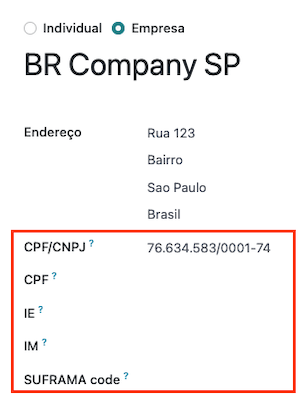 Individual Empresa
BR Company SP
Endereço Rua 123
Bairro
Sao Paulo
Brasil
CPF/CNPJ ? 76.634.583/0001-74
CPF ?
IE ?
IM ?
SUFRAMA code ?